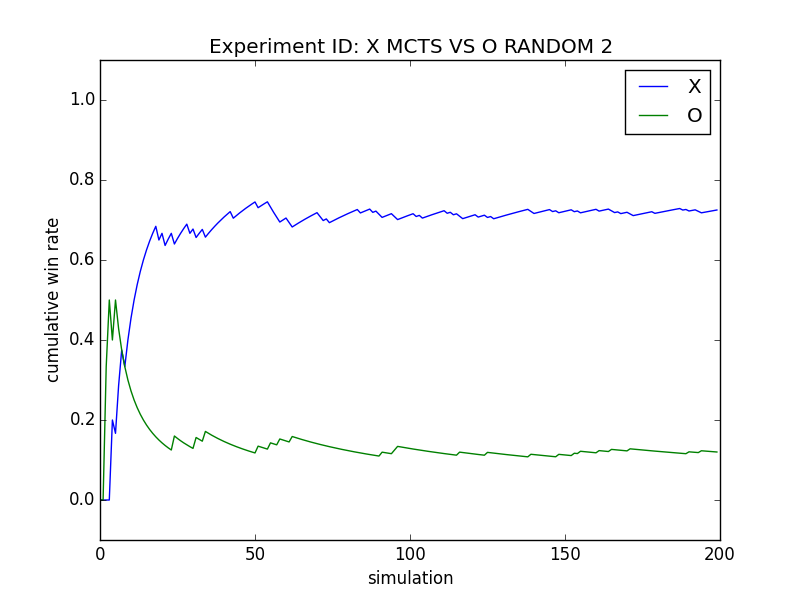 Experiment ID: X MCTS VS O RANDOM 2
X
O
1.0
0.8
0.6
0.4
0.2
0.0
cumulative win rate
0 50 100 150 200
simulation